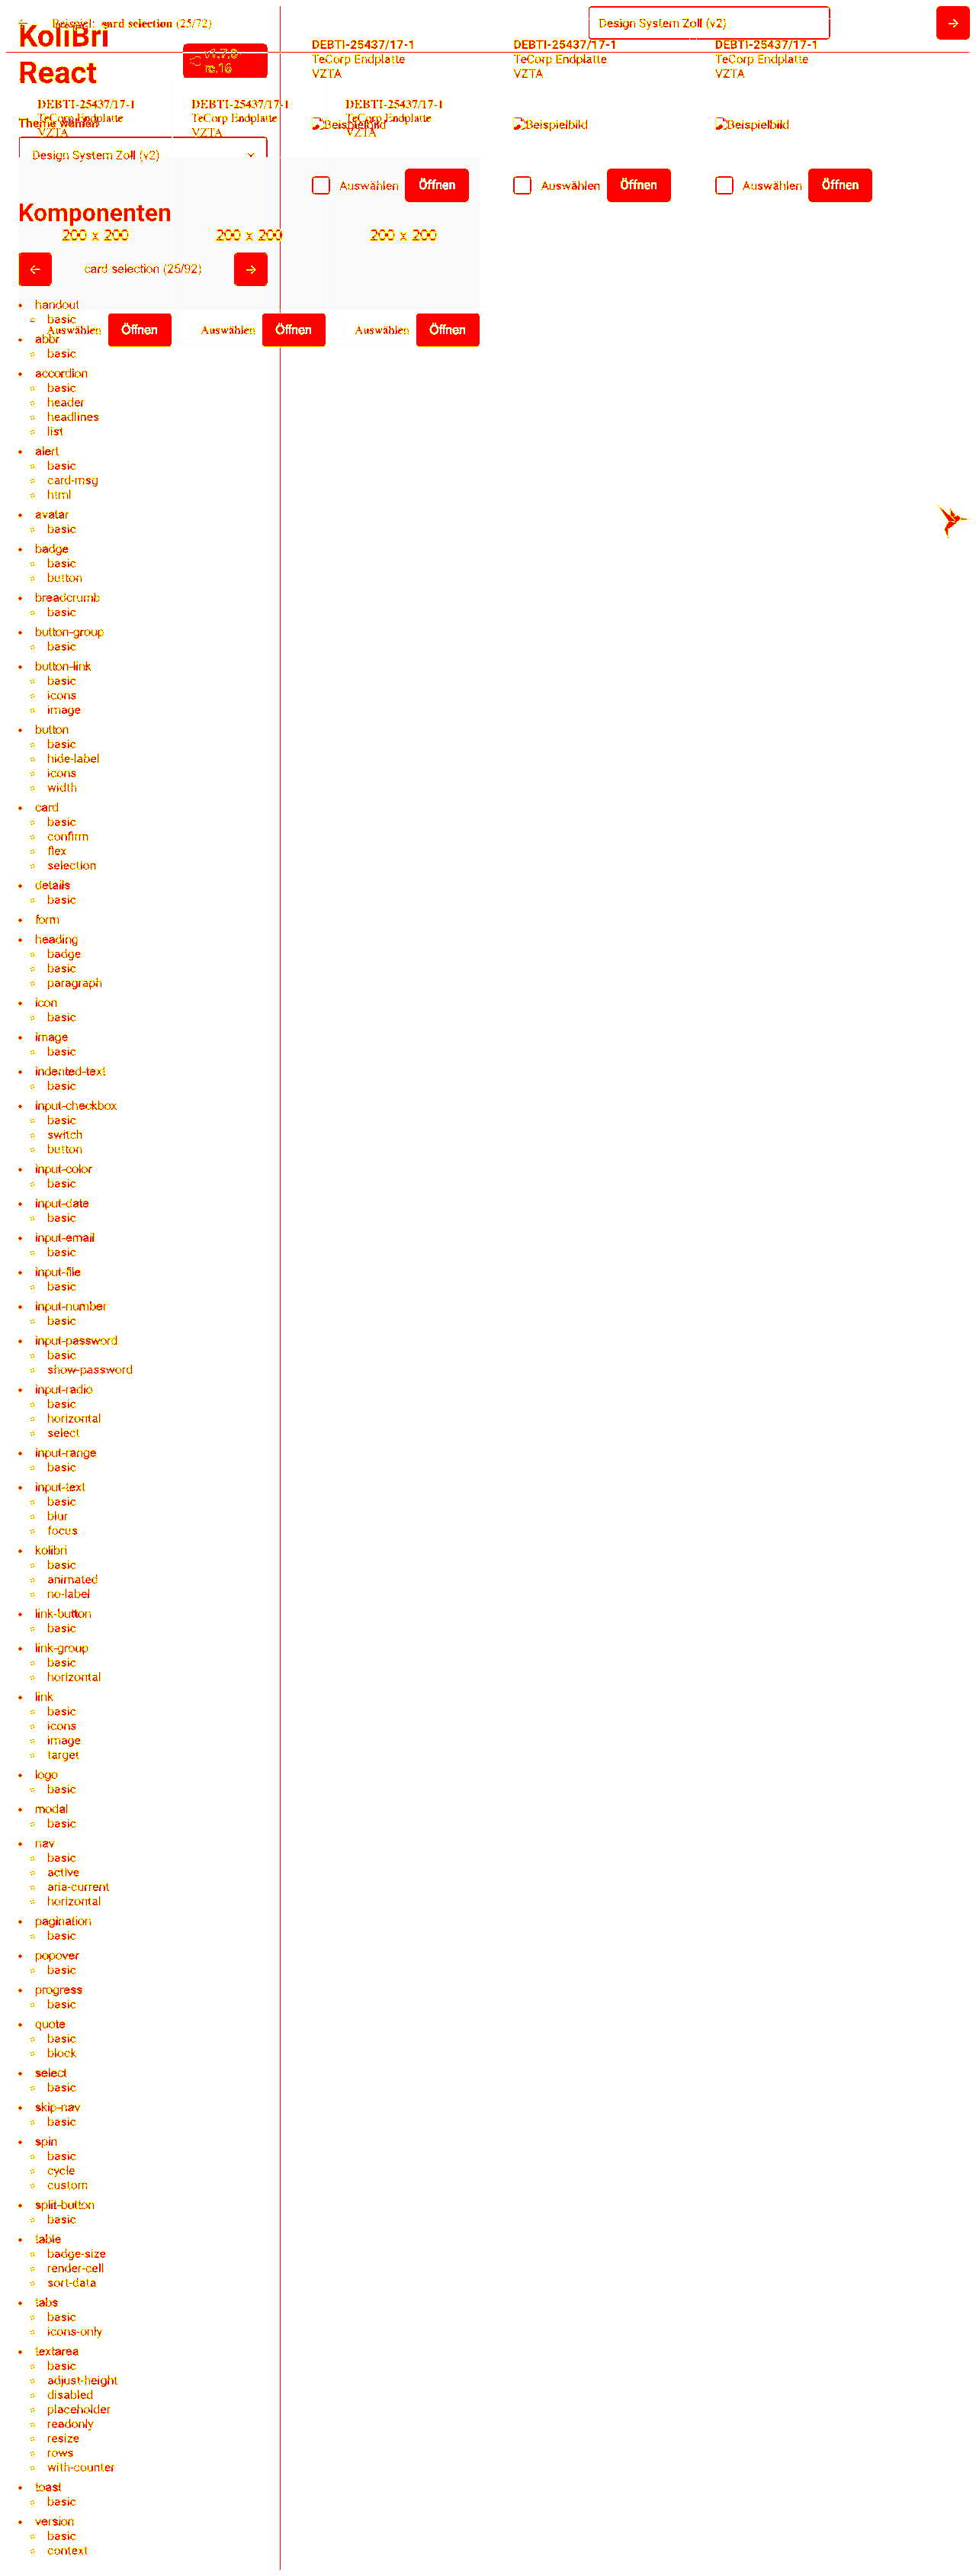 Beispiel: card selection (25/72)
Design System Zoll (v2)
KoliBri
React
v1.7.0
rc.16
DEBTI-25437/17-1
TeCorp Endplatte
VZTA
DEBTI-25437/17-1
TeCorp Endplatte
VZTA
DEBTI-25437/17-1
TeCorp Endplatte
VZTA
DEBTI-25437/17-1
TeCorp Endplatte
VZTA
DEBTI-25437/17-1
TeCorp Endplatte
VZTA
DEBTI-25437/17-1
TeCorp Endplatte
VZTA
Theme wählen
Design System Zoll (v2)
Beispielbild
Beispielbild
Beispielbild
Auswählen Öffnen
Auswählen Öffnen
Auswählen Öffnen
Komponenten
200 x 200
200 x 200
200 x 200
card selection (25/92)
Auswählen Öffnen
Auswählen Öffnen
Auswählen Öffnen
handout
basic
abbr
basic
accordion
basic
header
headlines
list
alert
basic
card-msg
html
avatar
basic
badge
basic
button
breadcrumb
basic
button-group
basic
button-link
basic
icons
image
button
basic
hide-label
icons
width
card
basic
confirm
flex
selection
details
basic
form
heading
badge
basic
paragraph
icon
basic
image
basic
indented-text
basic
input-checkbox
basic
switch
button
input-color
basic
input-date
basic
input-email
basic
input-file
basic
input-number
basic
input-password
basic
show-password
input-radio
basic
horizontal
select
input-range
basic
input-text
basic
blur
focus
kolibri
basic
animated
no-label
link-button
basic
link-group
basic
horizontal
link
basic
icons
image
target
logo
basic
modal
basic
nav
basic
active
aria-current
horizontal
pagination
basic
popover
basic
progress
basic
quote
basic
block
select
basic
skip-nav
basic
spin
basic
cycle
custom
split-button
basic
table
badge-size
render-cell
sort-data
tabs
basic
icons-only
textarea
basic
adjust-height
disabled
placeholder
readonly
resize
rows
with-counter
toast
basic
version
basic
context